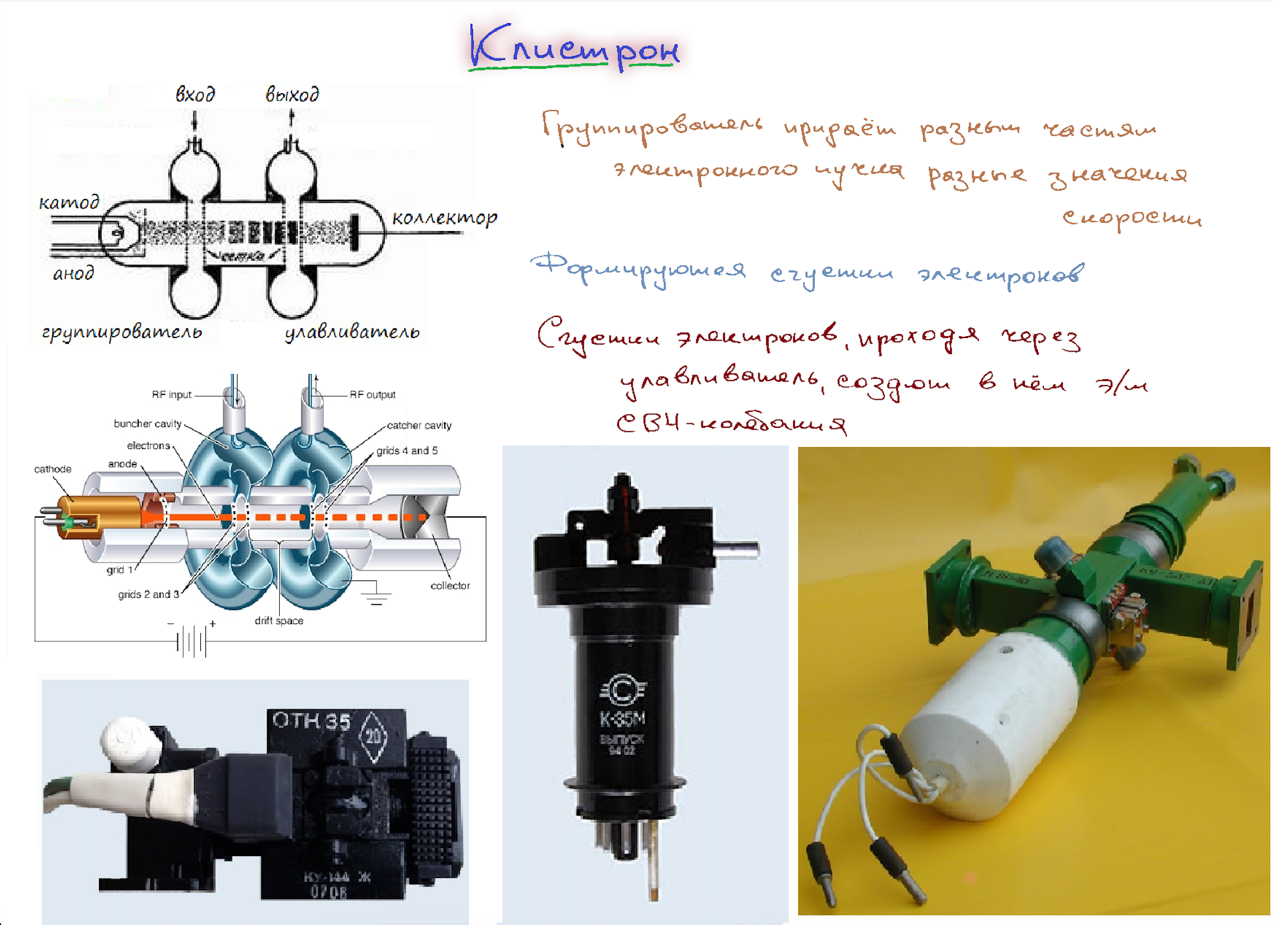 Клистрон
вход
выход
катод
коллектор
анод
сетки
группирователь
улавливатель
Группирователь придаёт разным частям
электронного пучка разные значения
скорости
Формируются сгустки электронов
Сгустки электронов, проходя через
улавливатель, создют в нём э/м
СВЧ-колебания
RF input
RF output
buncher cavity
catcher cavity
electrons
grids 4 and 5
anode
cathode
grid 1
grids 2 and 3
collector
drift space
− +
ОТН 35
20
КУ-144 Ж
0708
С
К-35М
ВЫПУСК
94 02